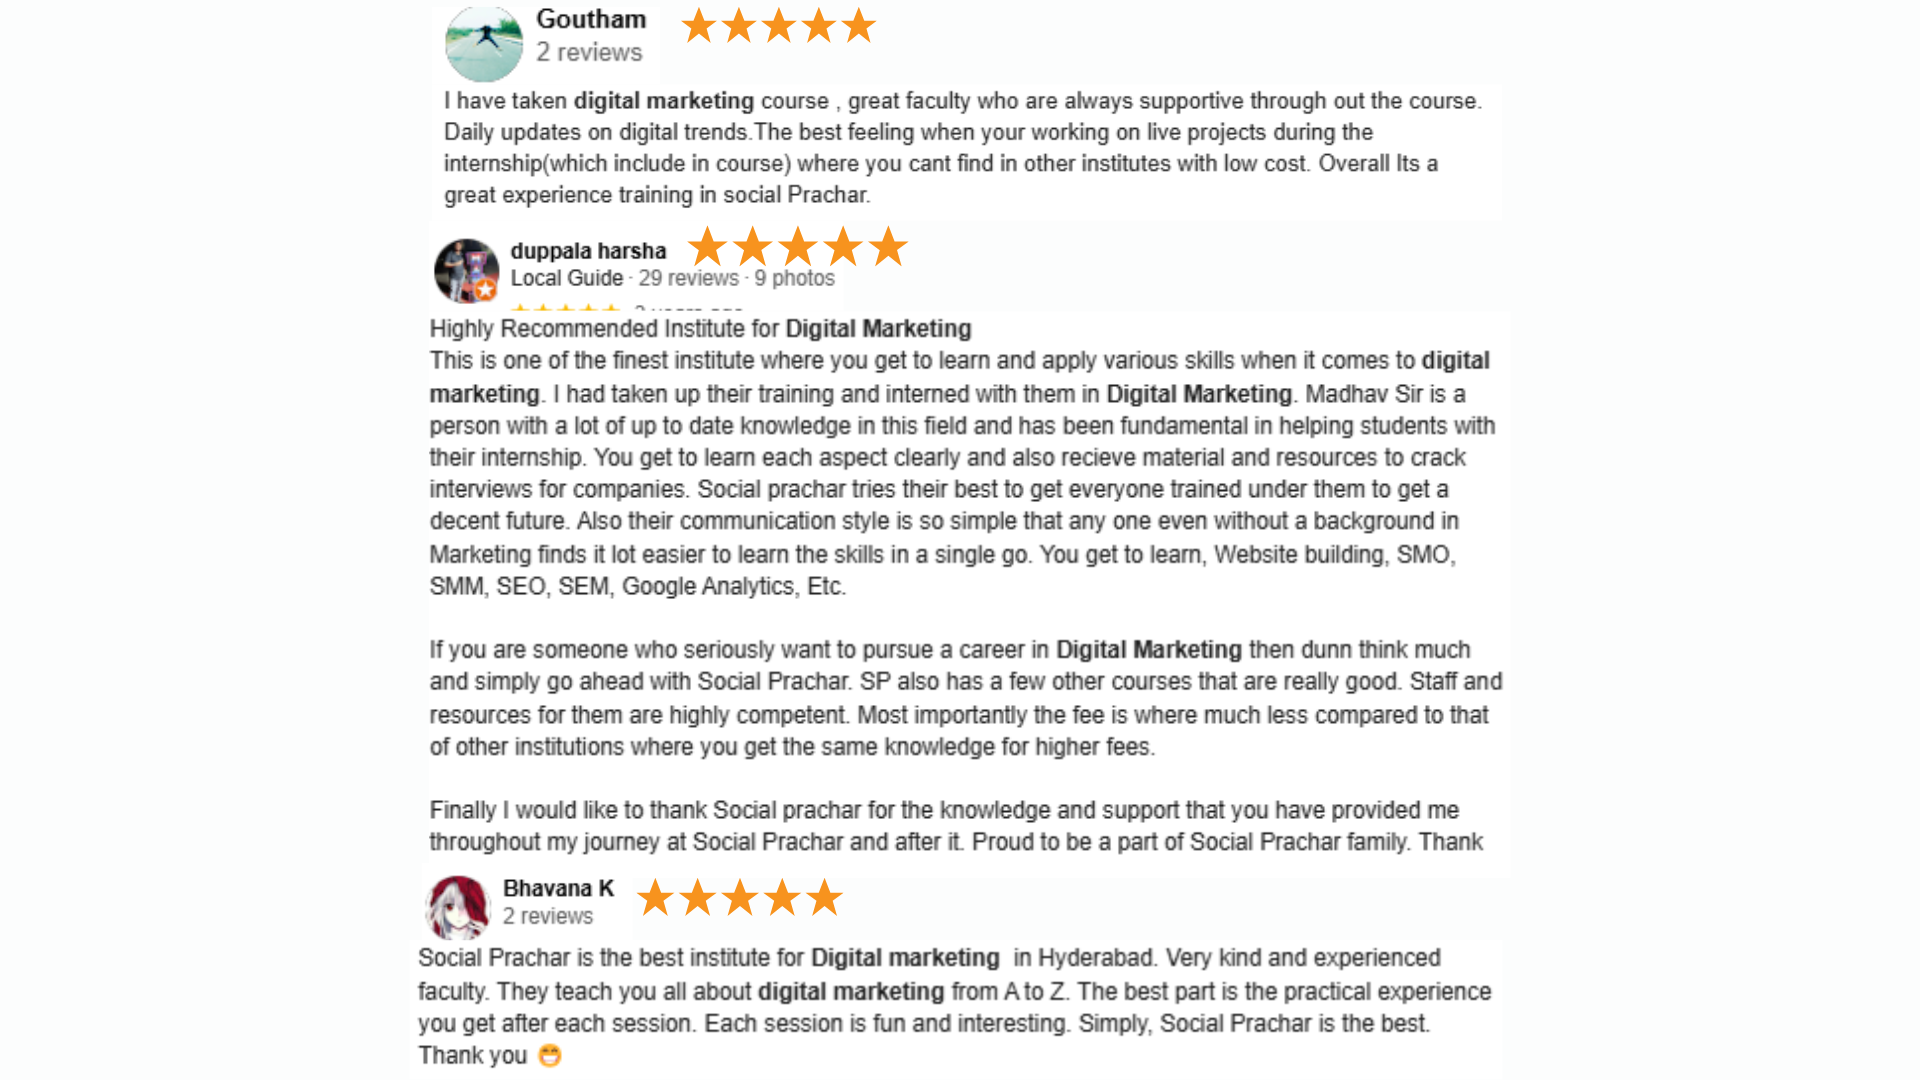 Goutham
2 reviews
I have taken digital marketing course , great faculty who are always supportive through out the course.
Daily updates on digital trends.The best feeling when your working on live projects during the
internship(which include in course) where you cant find in other institutes with low cost. Overall Its a
great experience training in social Prachar.
duppala harsha
Local Guide · 29 reviews · 9 photos
Highly Recommended Institute for Digital Marketing
This is one of the finest institute where you get to learn and apply various skills when it comes to digital
marketing. I had taken up their training and interned with them in Digital Marketing. Madhav Sir is a
person with a lot of up to date knowledge in this field and has been fundamental in helping students with
their internship. You get to learn each aspect clearly and also recieve material and resources to crack
interviews for companies. Social prachar tries their best to get everyone trained under them to get a
decent future. Also their communication style is so simple that any one even without a background in
Marketing finds it lot easier to learn the skills in a single go. You get to learn, Website building, SMO,
SMM, SEO, SEM, Google Analytics, Etc.
If you are someone who seriously want to pursue a career in Digital Marketing then dunn think much
and simply go ahead with Social Prachar. SP also has a few other courses that are really good. Staff and
resources for them are highly competent. Most importantly the fee is where much less compared to that
of other institutions where you get the same knowledge for higher fees.
Finally I would like to thank Social prachar for the knowledge and support that you have provided me
throughout my journey at Social Prachar and after it. Proud to be a part of Social Prachar family. Thank
Bhavana K
2 reviews
Social Prachar is the best institute for Digital marketing in Hyderabad. Very kind and experienced
faculty. They teach you all about digital marketing from A to Z. The best part is the practical experience
you get after each session. Each session is fun and interesting. Simply, Social Prachar is the best.
Thank you 😁